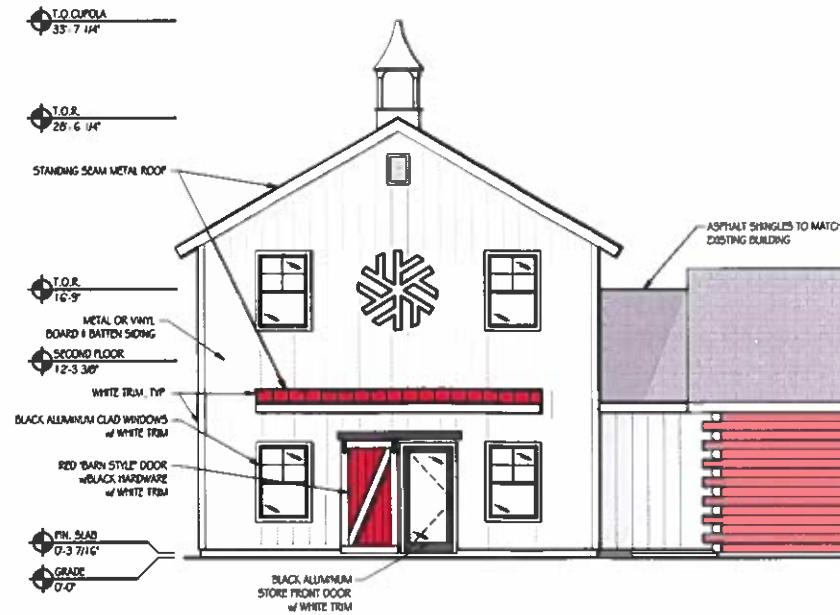 T.O.CUPOLA
33'-7 1/4"
T.O.R.
28'-6 1/4"
STANDING SEAM METAL ROOF
ASPHALT SHINGLES TO MATCH
EXISTING BUILDING
T.O.R.
16'-9"
METAL OR VINYL
BOARD & BATTEN SIDING
SECOND FLOOR
12'-3 3/8"
WHITE TRIM, TYP
BLACK ALUMINUM CLAD WINDOWS
w/ WHITE TRIM
RED "BARN STYLE" DOOR
w/BLACK HARDWARE
w/ WHITE TRIM
FIN. SLAB
0'-3 7/16"
GRADE
0'-0"
BLACK ALUMINUM
STORE FRONT DOOR
w/ WHITE TRIM